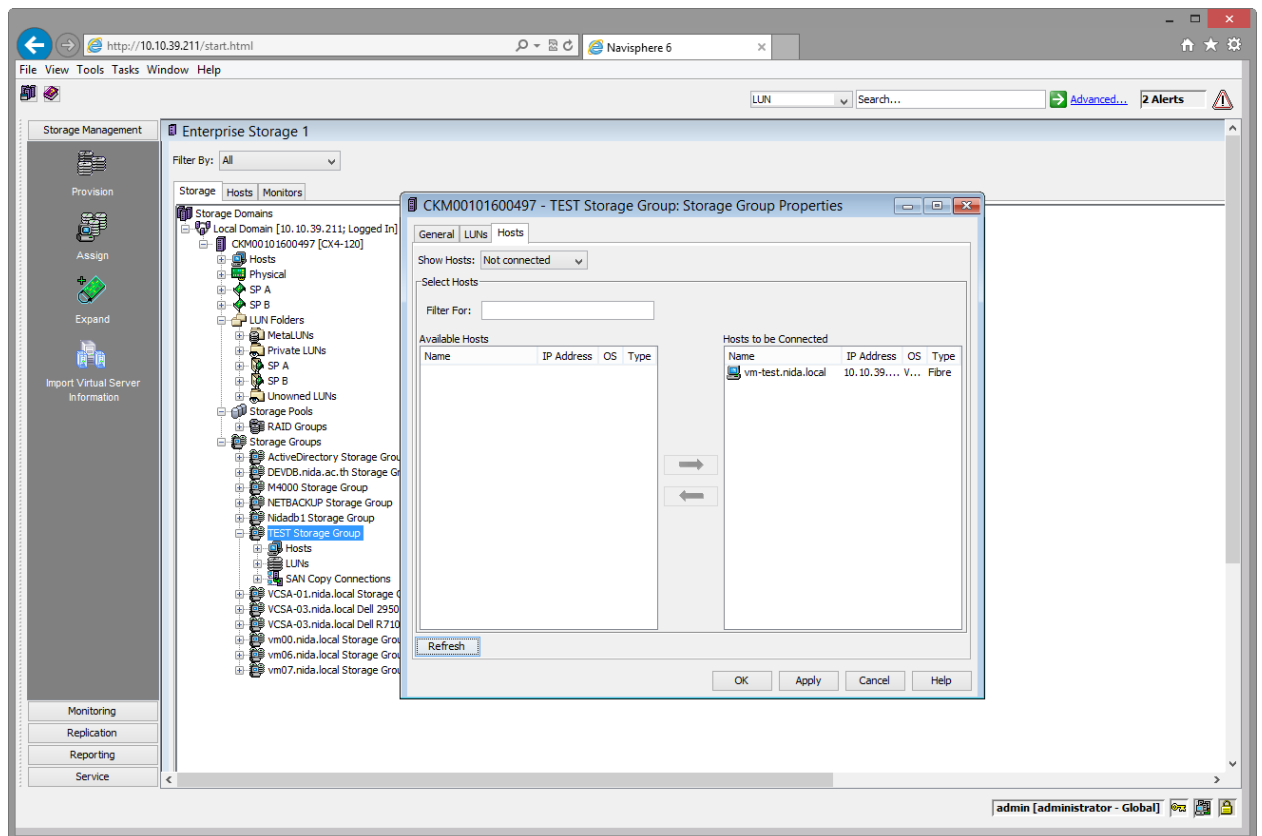 http://10.10.39.211/start.html
Navisphere 6
File View Tools Tasks Window Help
LUN
Search...
Advanced...
2 Alerts
Storage Management
Enterprise Storage 1
Filter By: All
Provision
Assign
Expand
Import Virtual Server
Information
Monitoring
Replication
Reporting
Service
Storage Hosts Monitors
Storage Domains
Local Domain [10.10.39.211; Logged In]
CKM00101600497 [CX4-120]
Hosts
Physical
SP A
SP B
LUN Folders
MetaLUNs
Private LUNs
SP A
SP B
Unowned LUNs
Storage Pools
RAID Groups
Storage Groups
ActiveDirectory Storage Grou
DEVDB.nida.ac.th Storage Gr
M4000 Storage Group
NETBACKUP Storage Group
Nidadb1 Storage Group
TEST Storage Group
Hosts
LUNs
SAN Copy Connections
VCSA-01.nida.local Storage G
VCSA-03.nida.local Dell 2950
VCSA-03.nida.local Dell R710
vm00.nida.local Storage Grou
vm06.nida.local Storage Grou
vm07.nida.local Storage Grou
CKM00101600497 - TEST Storage Group: Storage Group Properties
General LUNs Hosts
Show Hosts: Not connected
Select Hosts
Filter For:
Available Hosts
Name IP Address OS Type
Hosts to be Connected
Name IP Address OS Type
vm-test.nida.local 10.10.39.... V... Fibre
Refresh
OK Apply Cancel Help
admin [administrator - Global]